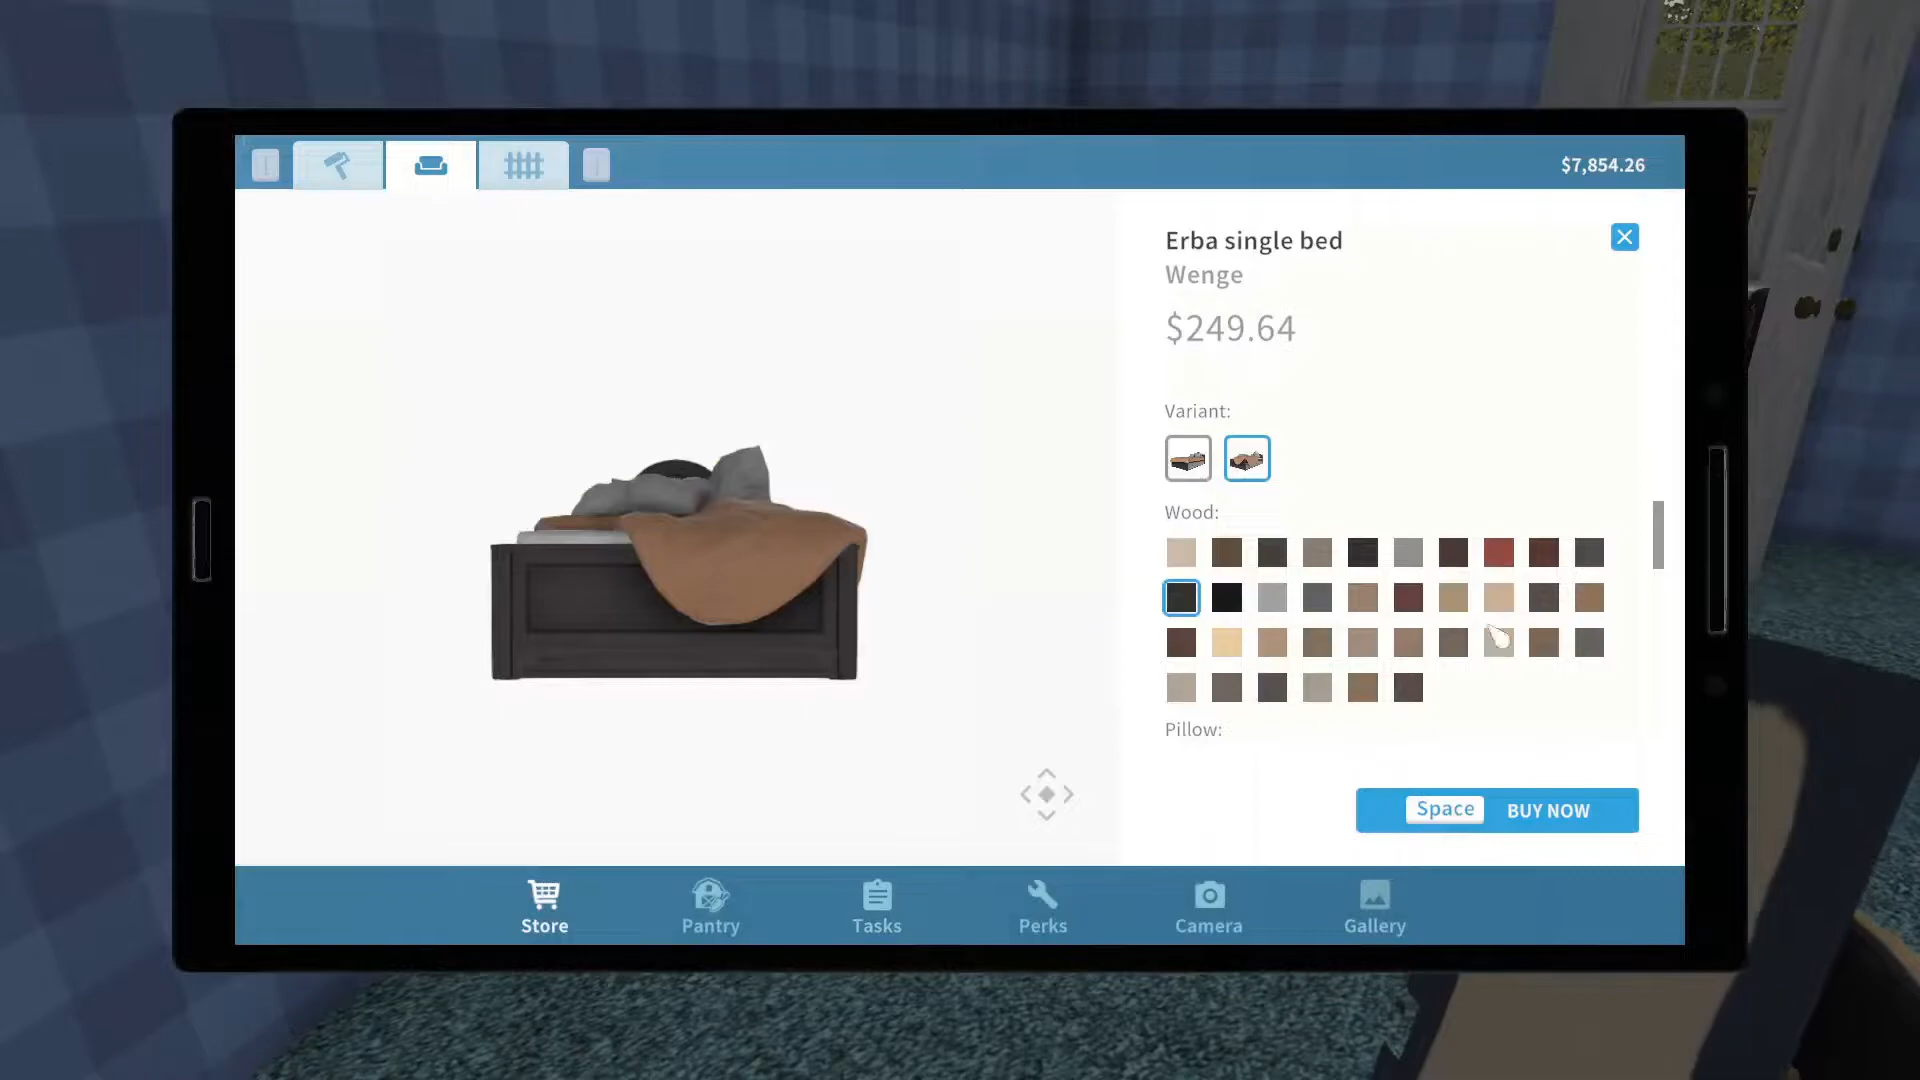 $7,854.26
Erba single bed
Wenge
$249.64
Variant:
Wood:
Pillow:
Space BUY NOW
Store Pantry Tasks Perks Camera Gallery